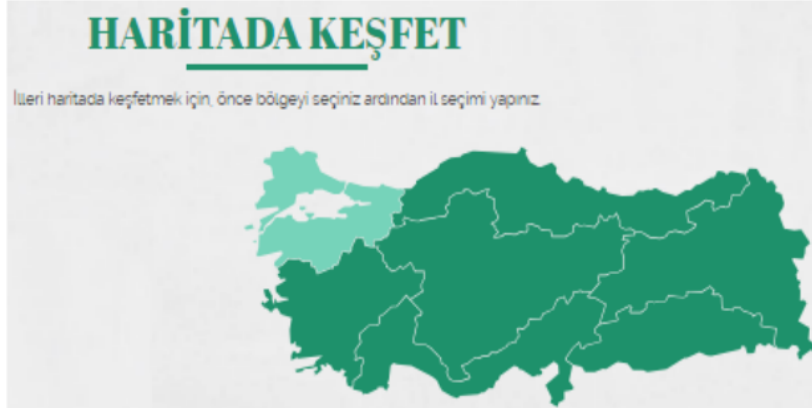 HARİTADA KEŞFET
İlleri haritada keşfetmek için, önce bölgeyi seçiniz ardından il seçimi yapınız.